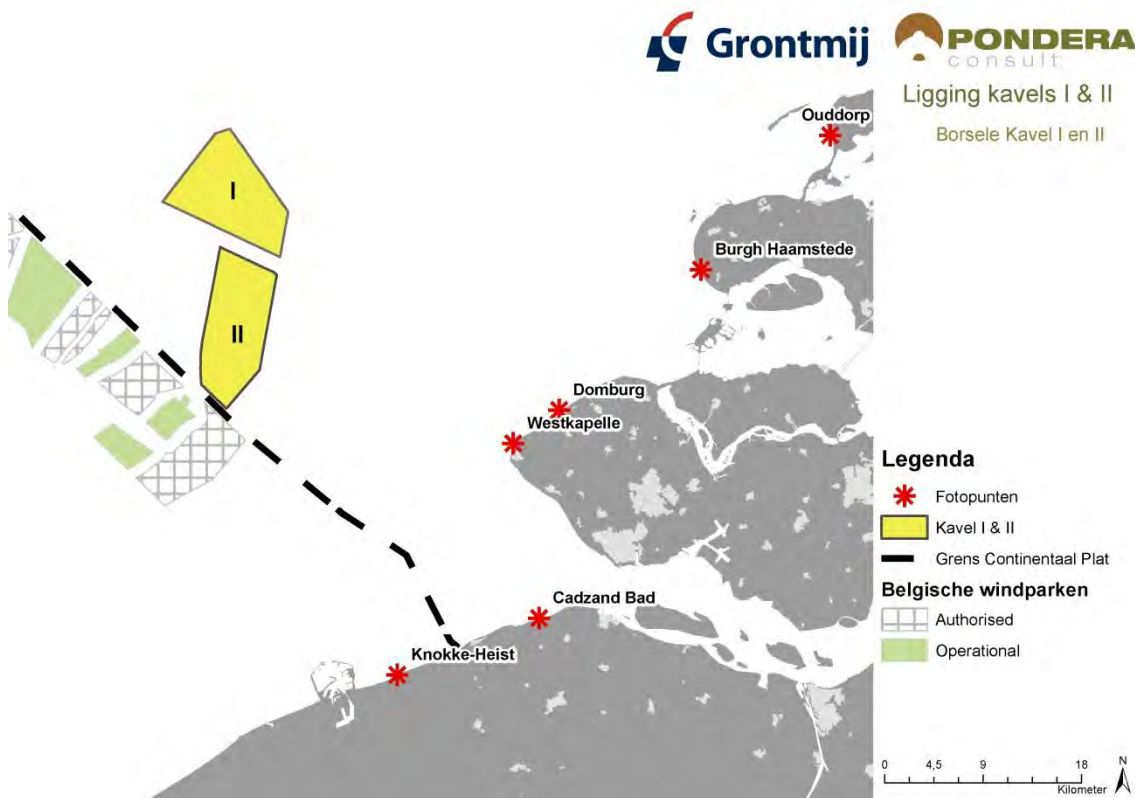 Grontmij
PONDERA
consult
Ligging kavels I & II
Borsele Kavel I en II
Ouddorp
I
Burgh Haamstede
II
Domburg
Westkapelle
Cadzand Bad
Knokke-Heist
Legenda
Fotopunten
Kavel I & II
Grens Continentaal Plat
Belgische windparken
Authorised
Operational
0 4,5 9 18
Kilometer
N